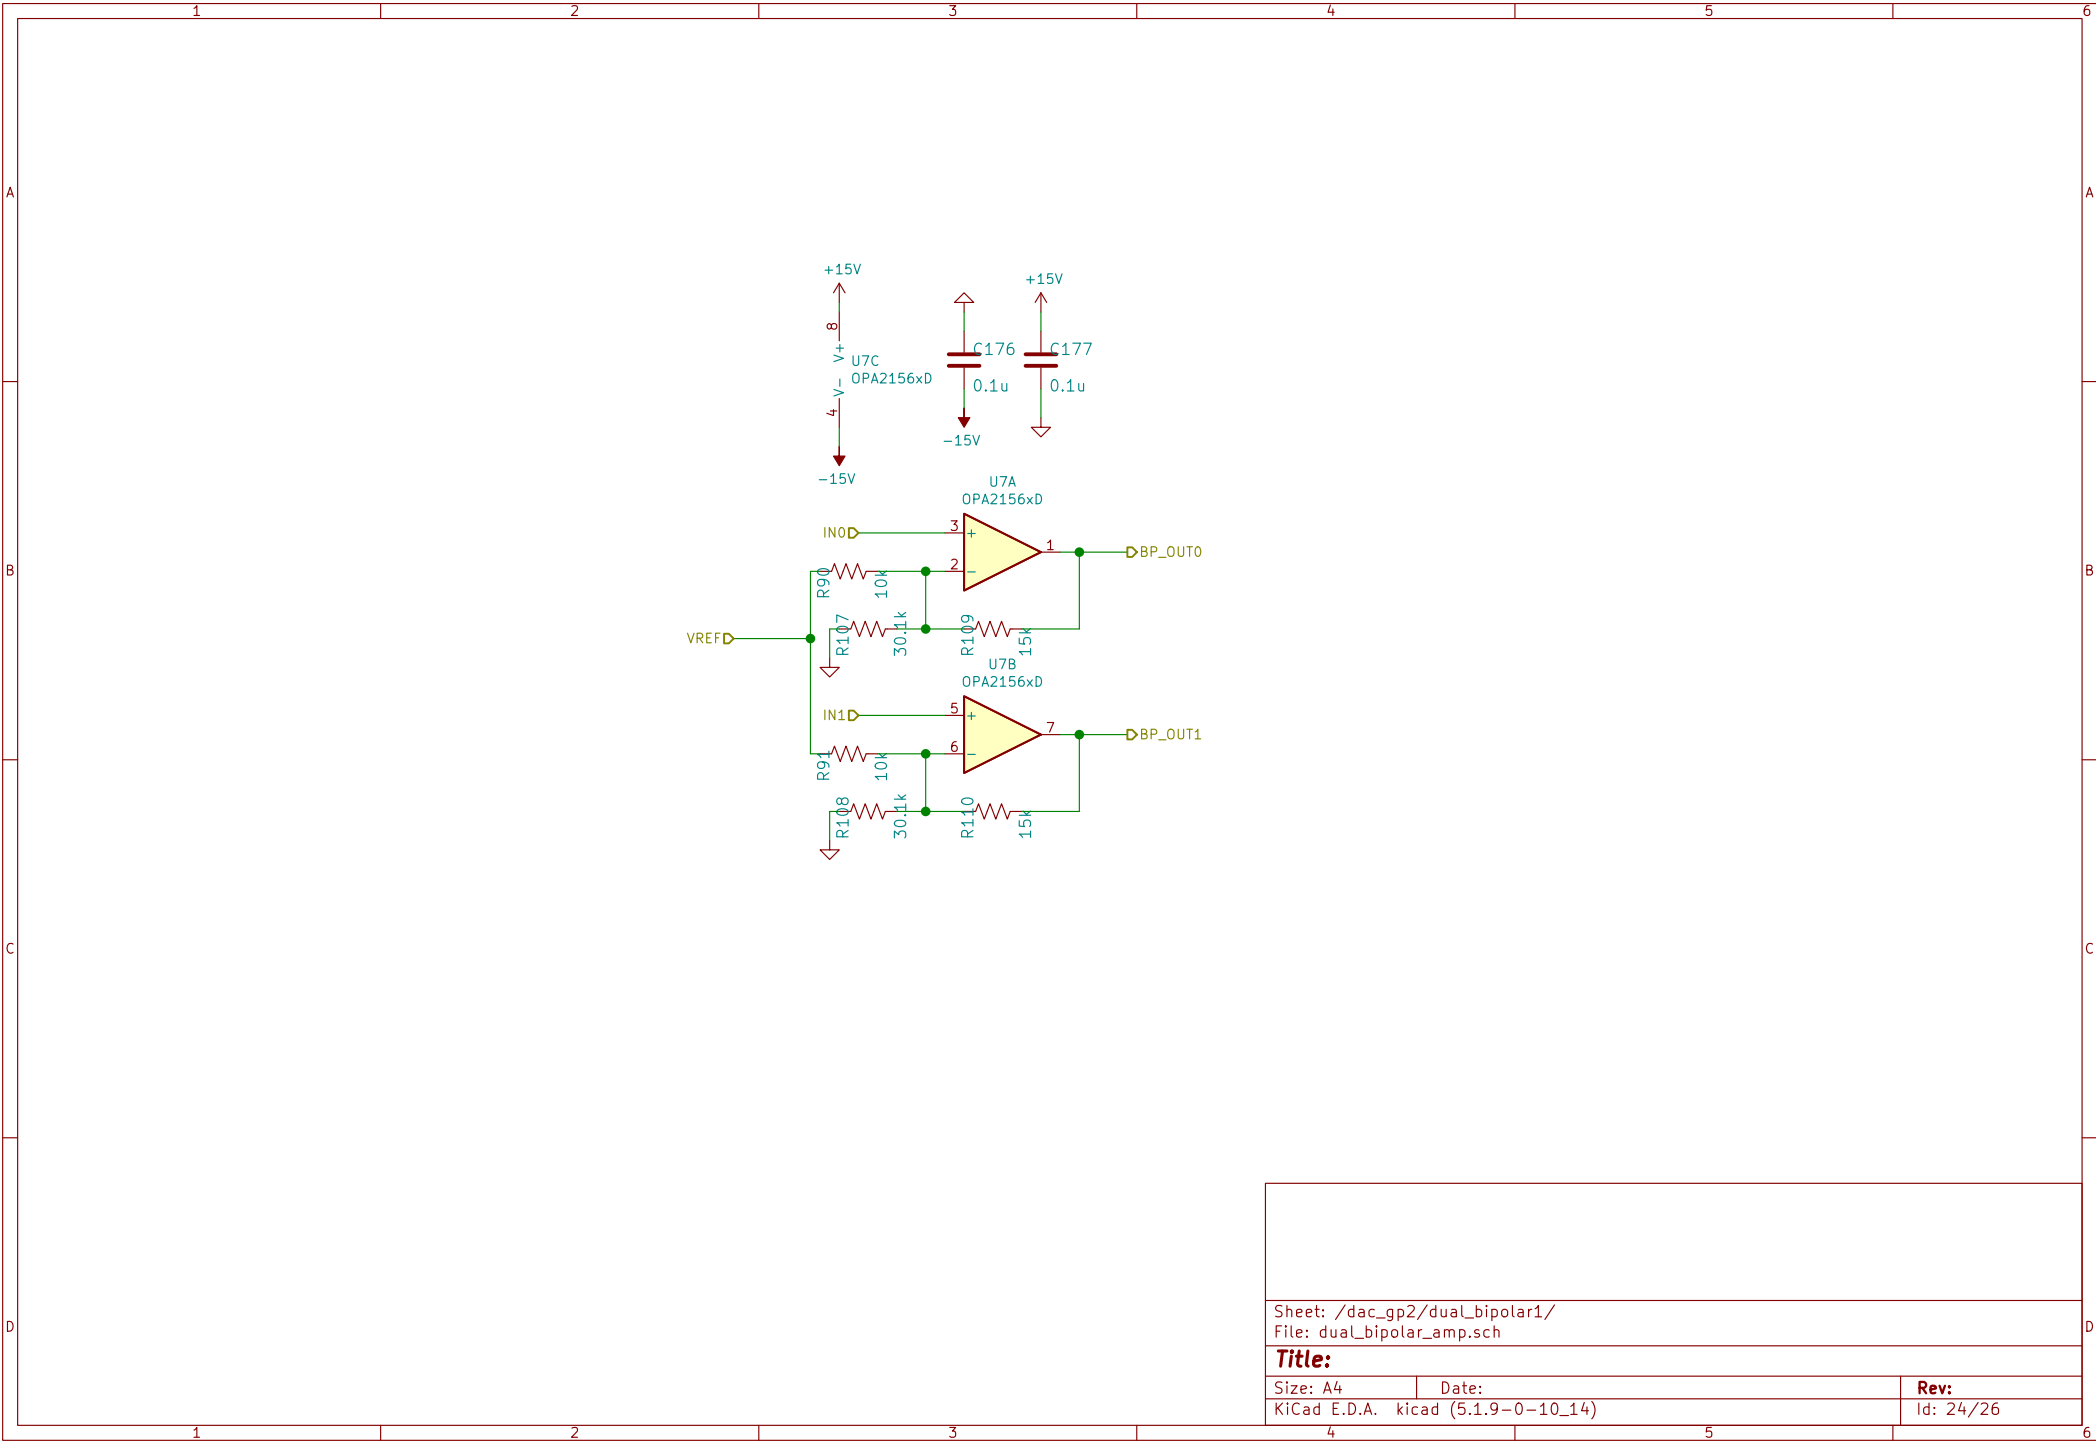 1 2 3 4 5 6
A A
+15V
+15V
8
V+
C176 C177
U7C
OPA2156xD
V-
0.1u 0.1u
4
-15V
-15V
U7A
OPA2156xD
IN0 3 + 1 BP_OUT0
B B
2 -
R90 10k
R107 30.1k R109 15k
VREF
U7B
OPA2156xD
IN1 5 + 7 BP_OUT1
6 -
R91 10k
R108 30.1k R110 15k
C C
Sheet: /dac_gp2/dual_bipolar1/
D D
File: dual_bipolar_amp.sch
Title:
Size: A4 Date: Rev:
KiCad E.D.A. kicad (5.1.9-0-10_14) Id: 24/26
1 2 3 4 5 6